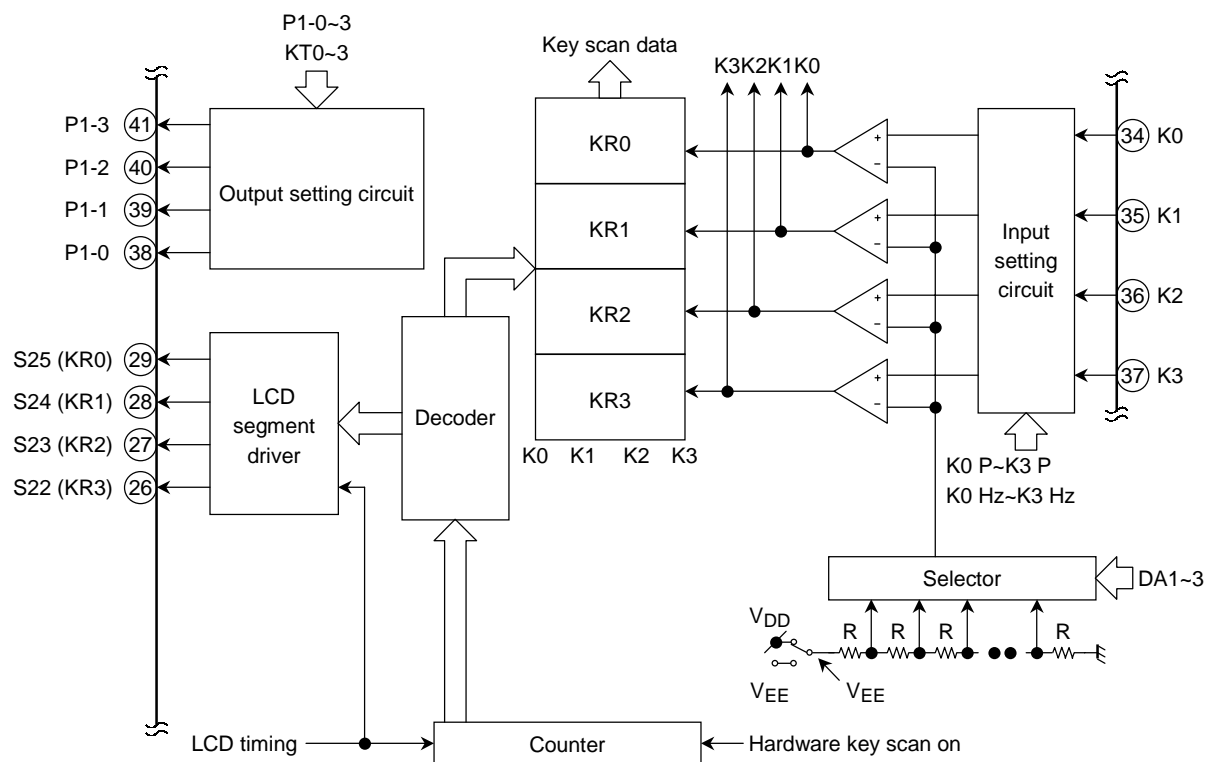 P1-0~3
KT0~3
Key scan data
K3K2K1K0
P1-3 41
P1-2 40
P1-1 39
P1-0 38
Output setting circuit
KR0
KR1
KR2
KR3
K0 K1 K2 K3
+
−
+
−
+
−
+
−
Input
setting
circuit
34 K0
35 K1
36 K2
37 K3
S25 (KR0) 29
S24 (KR1) 28
S23 (KR2) 27
S22 (KR3) 26
LCD
segment
driver
Decoder
K0 P~K3 P
K0 Hz~K3 Hz
Selector
DA1~3
VDD
R R R R
VEE
VEE
LCD timing
Counter
Hardware key scan on